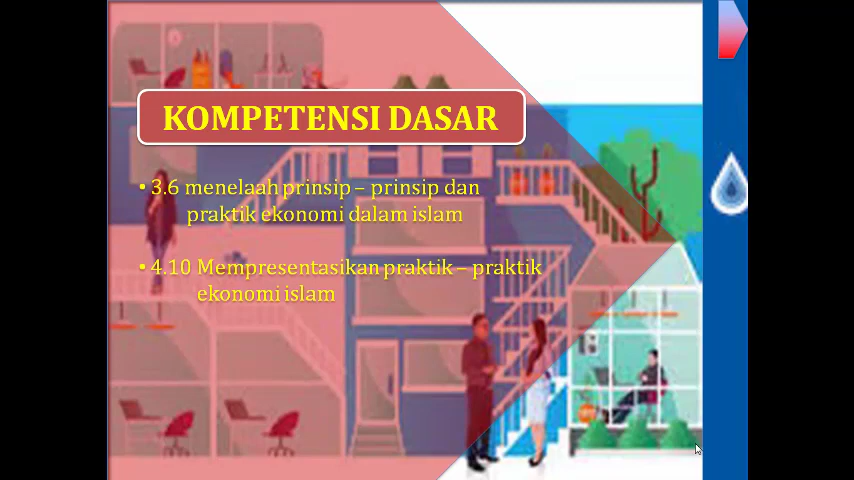 KOMPETENSI DASAR
• 3.6 menelaah prinsip – prinsip dan
praktik ekonomi dalam islam
• 4.10 Mempresentasikan praktik – praktik
ekonomi islam